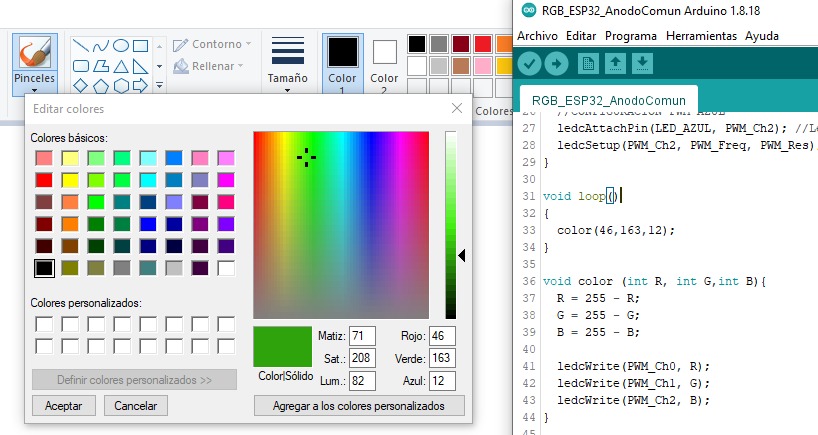 Pinceles
Contorno
Rellenar
Tamaño
Color
1
Color
2
Colores
Editar colores
Colores básicos:
Colores personalizados:
Definir colores personalizados >>
Aceptar
Cancelar
Color|Sólido
Matiz: 71
Sat.: 208
Lum.: 82
Rojo: 46
Verde: 163
Azul: 12
Agregar a los colores personalizados
RGB_ESP32_AnodoComun Arduino 1.8.18
Archivo Editar Programa Herramientas Ayuda
RGB_ESP32_AnodoComun
26 //CONFIGURACION PWM AZUL
27 ledcAttachPin(LED_AZUL, PWM_Ch2); //Le
28 ledcSetup(PWM_Ch2, PWM_Freq, PWM_Res)
29 }
30
31 void loop()
32 {
33 color(46,163,12);
34 }
35
36 void color (int R, int G,int B){
37 R = 255 - R;
38 G = 255 - G;
39 B = 255 - B;
40
41 ledcWrite(PWM_Ch0, R);
42 ledcWrite(PWM_Ch1, G);
43 ledcWrite(PWM_Ch2, B);
44 }